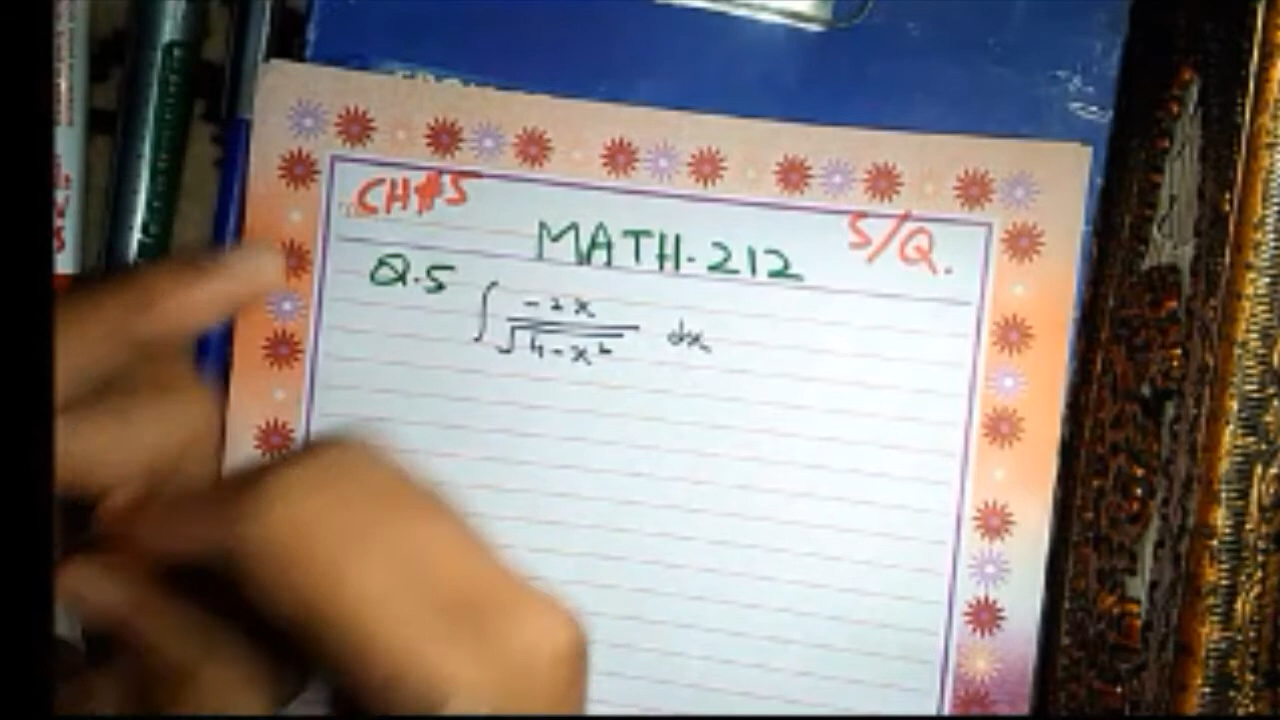 CH#5
S/Q.
MATH-212
Q.5 ∫ -2x / √(4-x²) dx